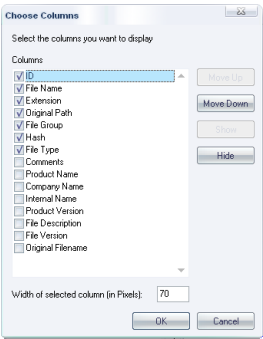 Choose Columns
Select the columns you want to display
Columns
ID
File Name
Extension
Original Path
File Group
Hash
File Type
Comments
Product Name
Company Name
Internal Name
Product Version
File Description
File Version
Original Filename
Move Up
Move Down
Show
Hide
Width of selected column (in Pixels): 70
OK Cancel